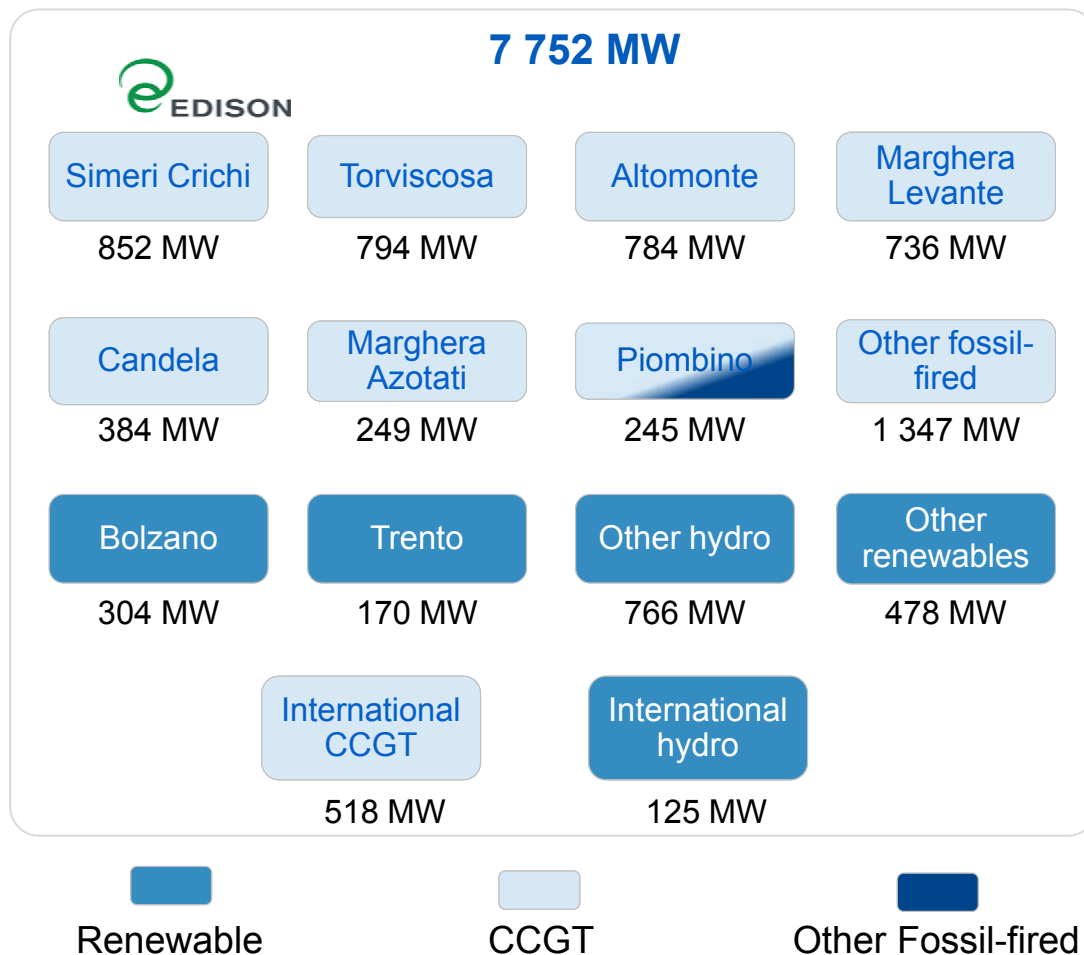 7 752 MW
EDISON
Simeri Crichi
Torviscosa
Altomonte
Marghera
Levante
852 MW
794 MW
784 MW
736 MW
Candela
Marghera
Azotati
Piombino
Other fossil-
fired
384 MW
249 MW
245 MW
1 347 MW
Bolzano
Trento
Other hydro
Other
renewables
304 MW
170 MW
766 MW
478 MW
International
CCGT
International
hydro
518 MW
125 MW
Renewable
CCGT
Other Fossil-fired